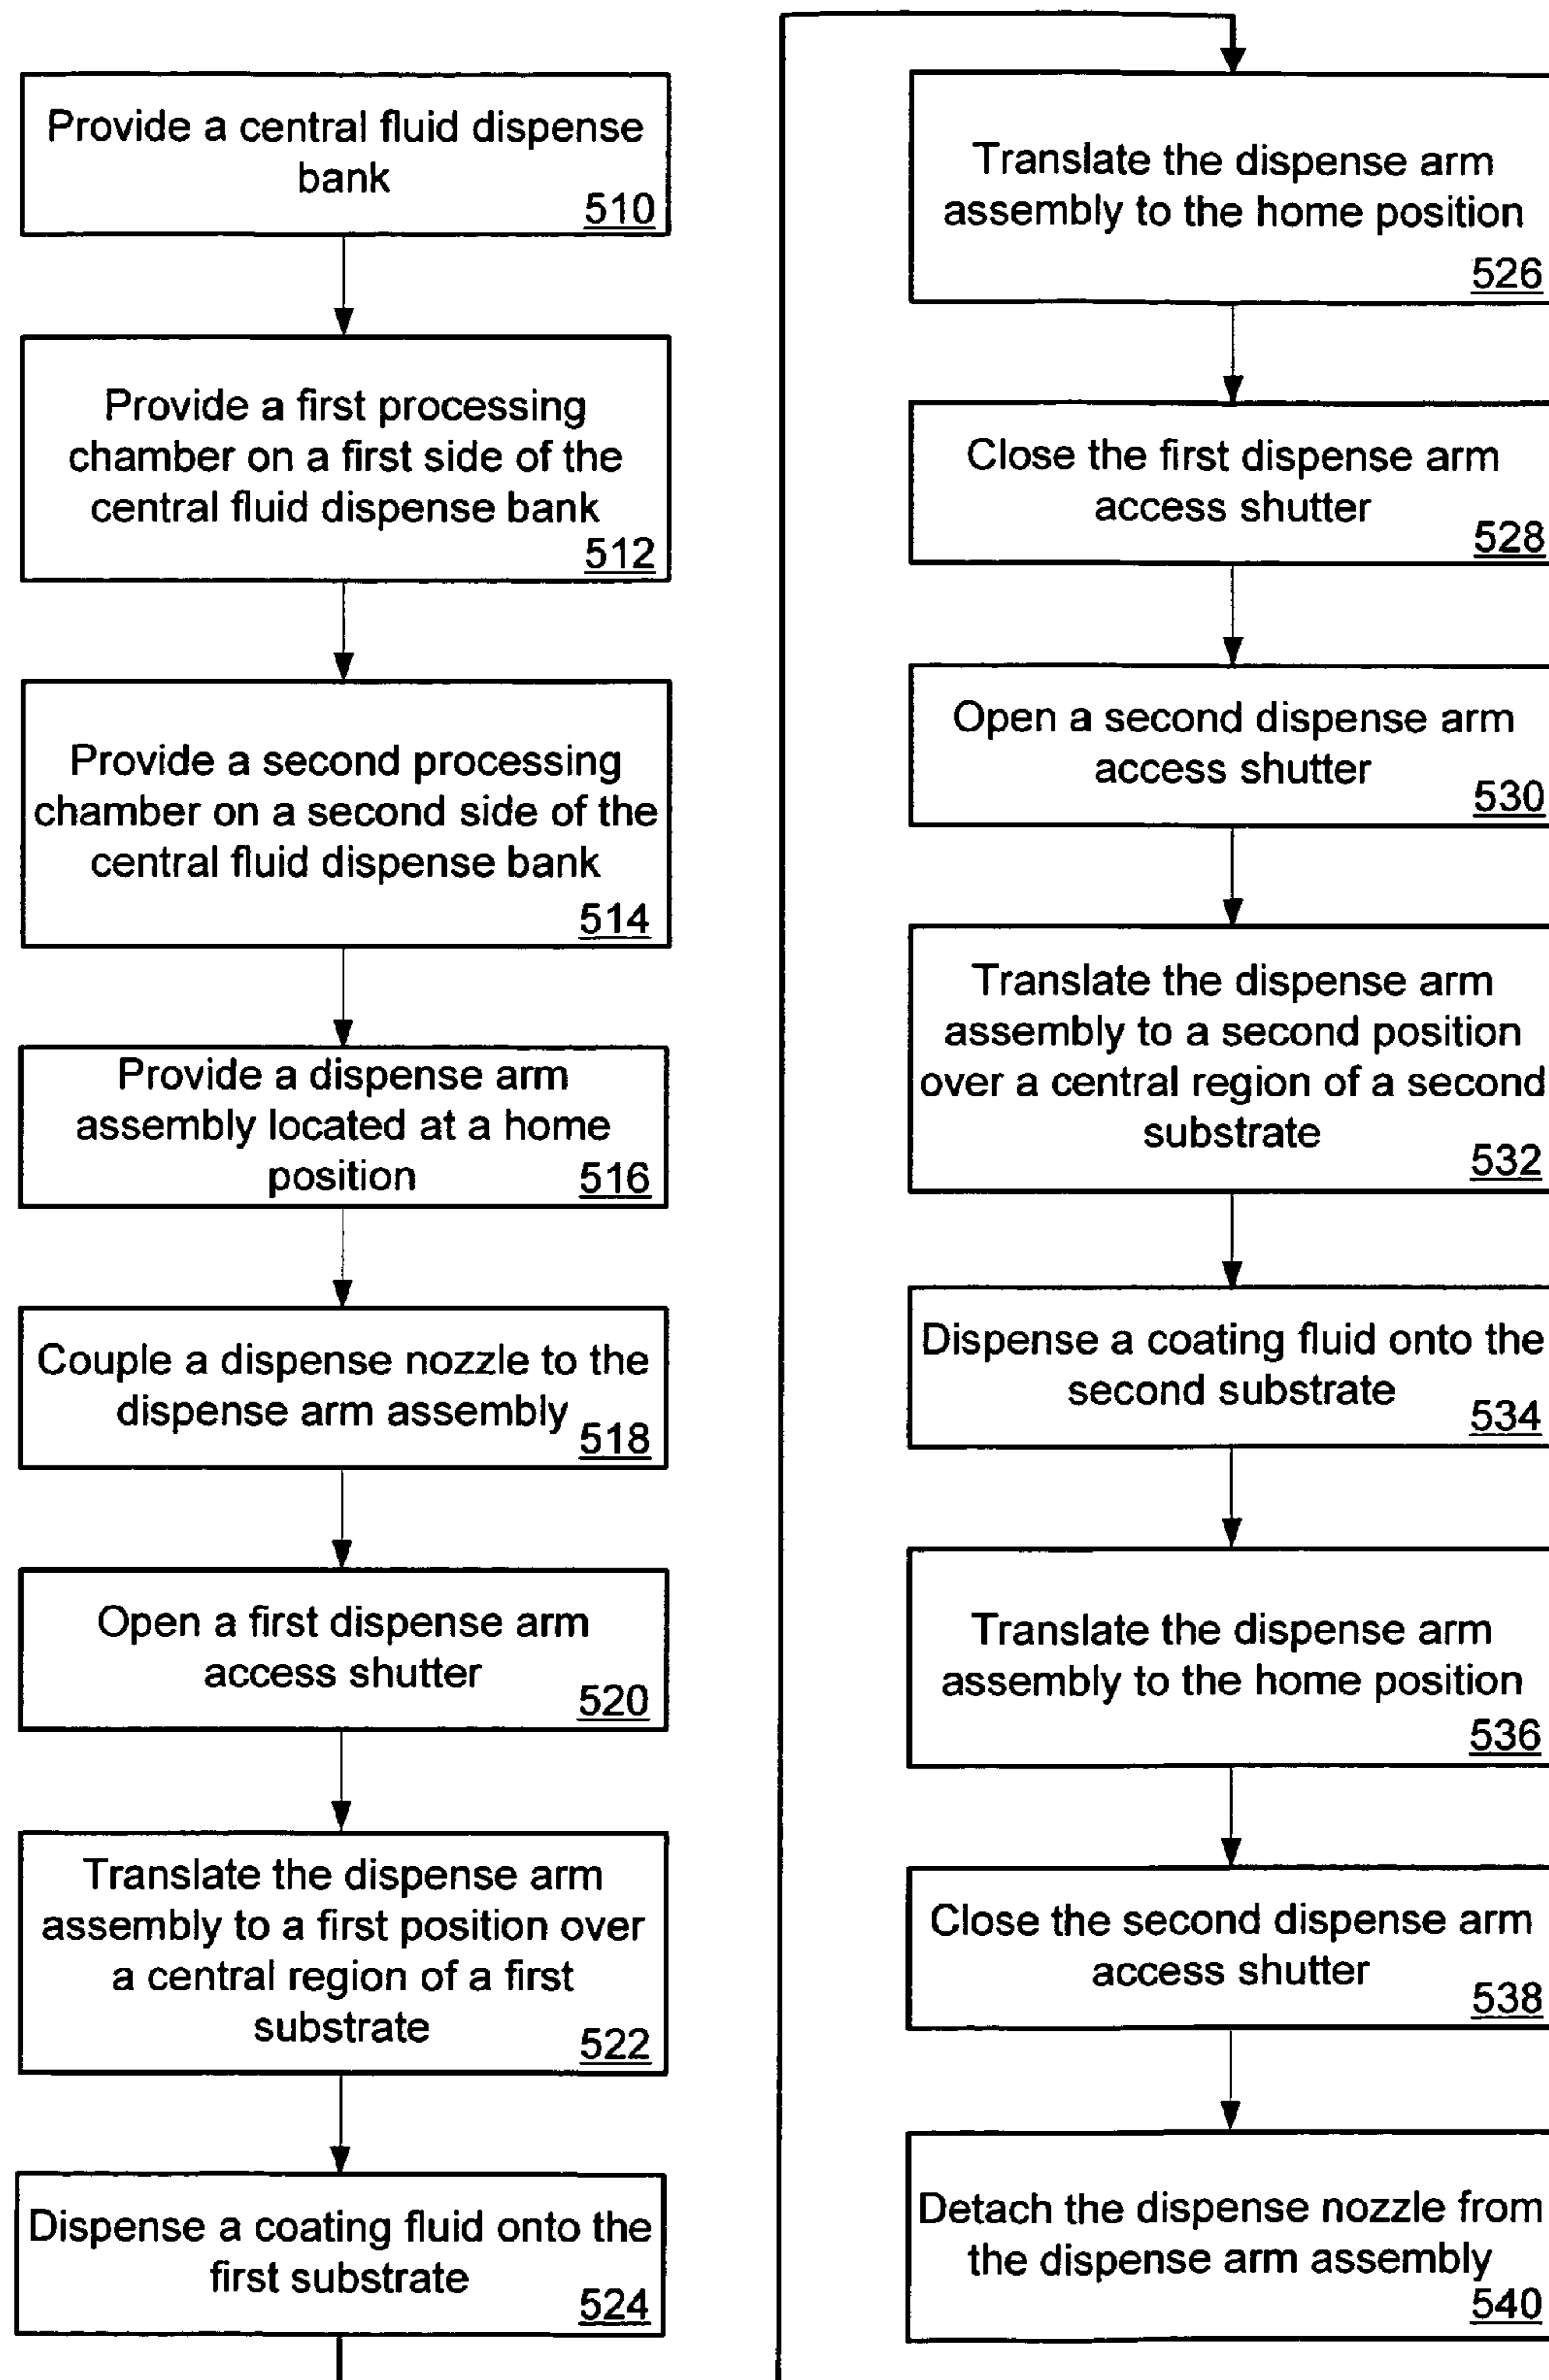 Provide a central fluid dispense
bank
510
Provide a first processing
chamber on a first side of the
central fluid dispense bank
512
Provide a second processing
chamber on a second side of the
central fluid dispense bank
514
Provide a dispense arm
assembly located at a home
position
516
Couple a dispense nozzle to the
dispense arm assembly
518
Open a first dispense arm
access shutter
520
Translate the dispense arm
assembly to a first position over
a central region of a first
substrate
522
Dispense a coating fluid onto the
first substrate
524
Translate the dispense arm
assembly to the home position
526
Close the first dispense arm
access shutter
528
Open a second dispense arm
access shutter
530
Translate the dispense arm
assembly to a second position
over a central region of a second
substrate
532
Dispense a coating fluid onto the
second substrate
534
Translate the dispense arm
assembly to the home position
536
Close the second dispense arm
access shutter
538
Detach the dispense nozzle from
the dispense arm assembly
540